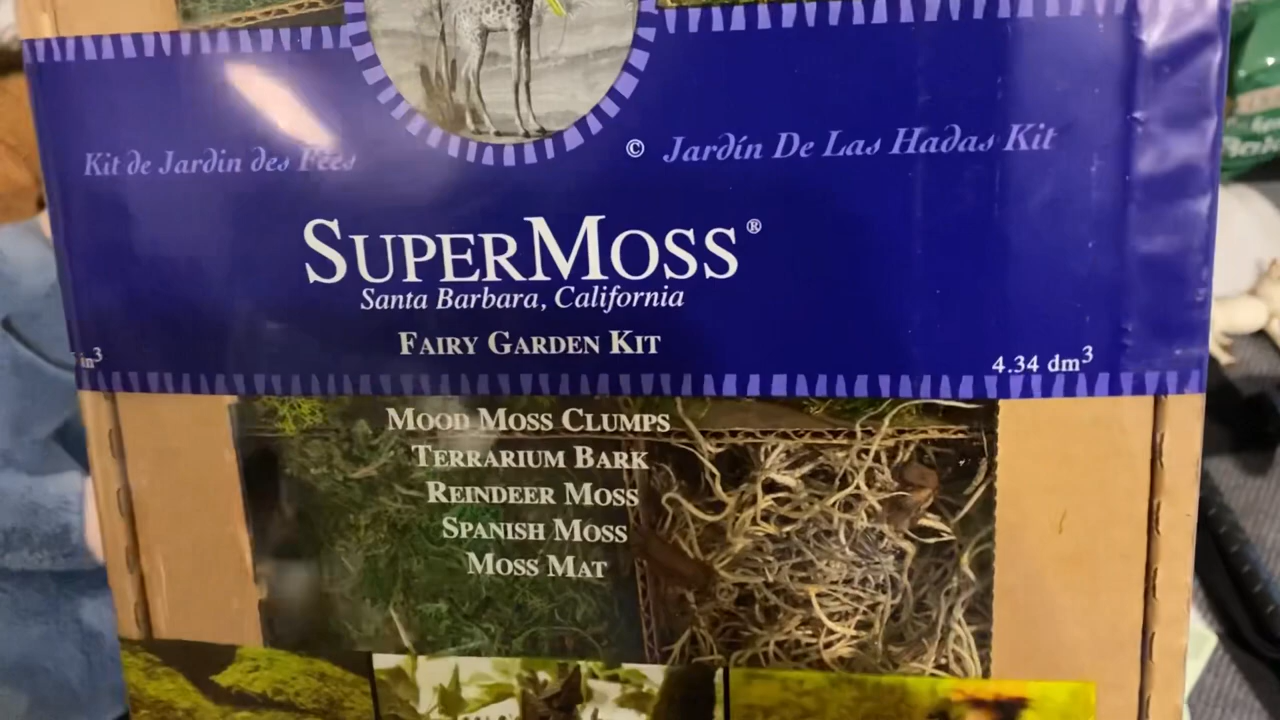 Kit de Jardin des Fées
© Jardín De Las Hadas Kit
SUPERMOSS®
Santa Barbara, California
FAIRY GARDEN KIT
in³
4.34 dm³
MOOD MOSS CLUMPS
TERRARIUM BARK
REINDEER MOSS
SPANISH MOSS
MOSS MAT